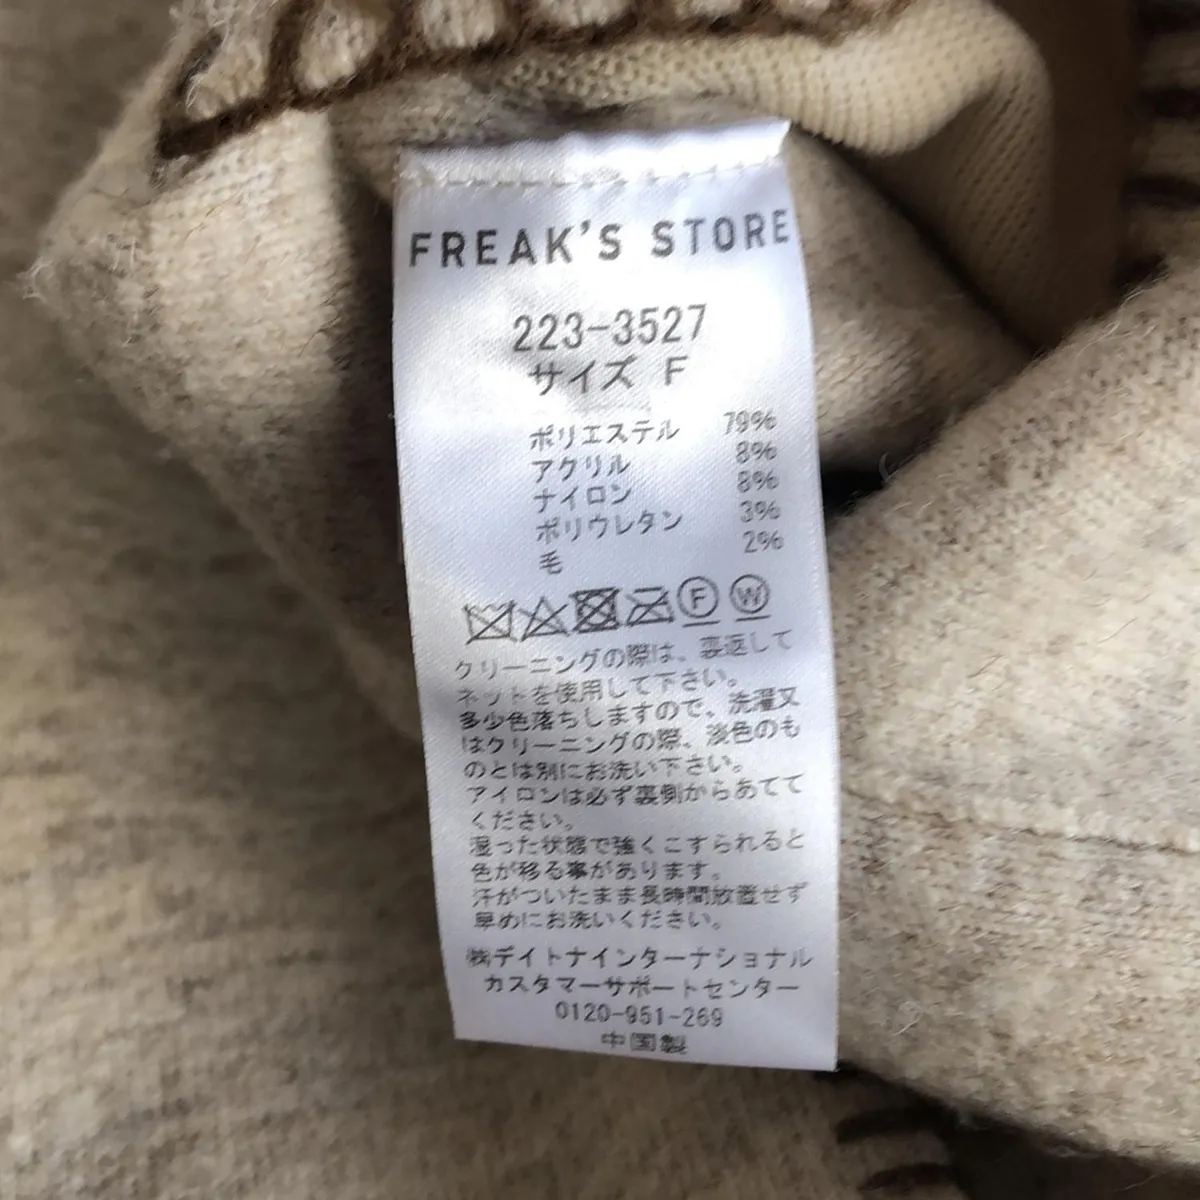 FREAK'S STORE
223-3527
サイズ F
ポリエステル 79%
アクリル 8%
ナイロン 8%
ポリウレタン 3%
毛 2%
F W
クリーニングの際は、裏返して
ネットを使用して下さい。
多少色落ちしますので、洗濯又
はクリーニングの際、淡色のも
のとは別にお洗い下さい。
アイロンは必ず裏側からあてて
ください。
湿った状態で強くこすられると
色が移る事があります。
汗がついたまま長時間放置せず
早めにお洗いください。
㈱デイトナインターナショナル
カスタマーサポートセンター
0120-951-269
中国製